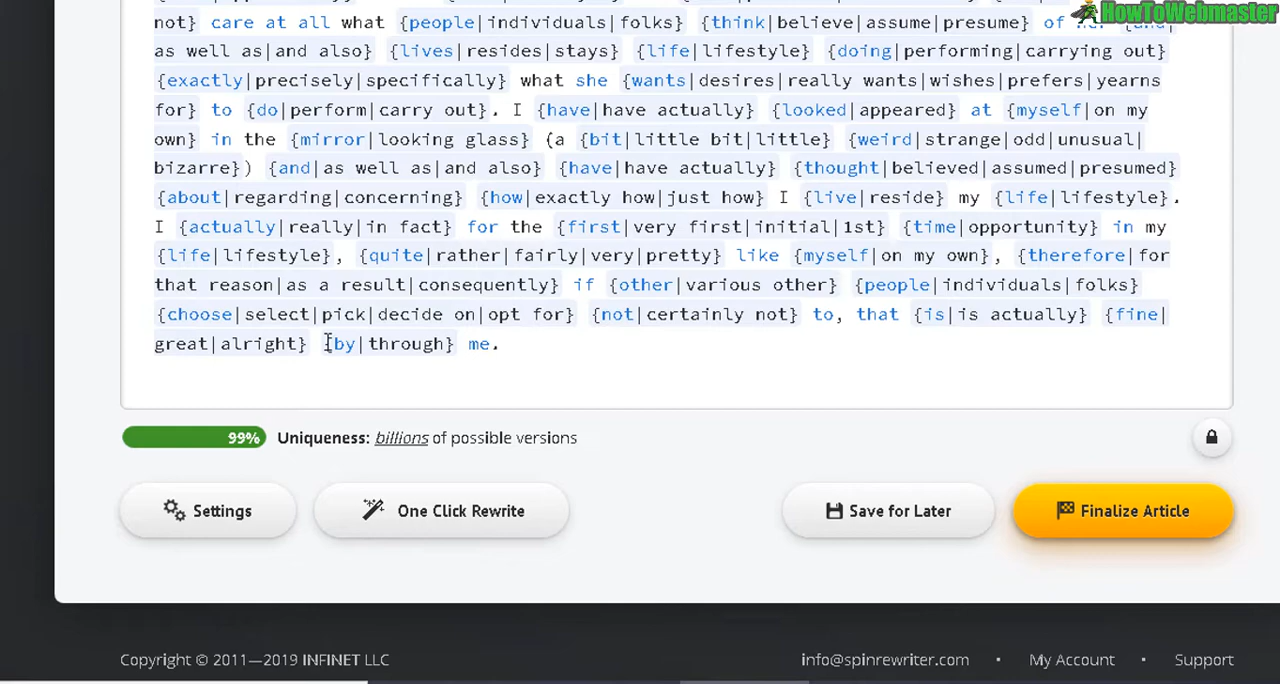 HowToWebmaster
not} care at all what {people|individuals|folks} {think|believe|assume|presume} of her {and|
as well as|and also} {lives|resides|stays} {life|lifestyle} {doing|performing|carrying out}
{exactly|precisely|specifically} what she {wants|desires|really wants|wishes|prefers|yearns
for} to {do|perform|carry out}. I {have|have actually} {looked|appeared} at {myself|on my
own} in the {mirror|looking glass} (a {bit|little bit|little} {weird|strange|odd|unusual|
bizarre}) {and|as well as|and also} {have|have actually} {thought|believed|assumed|presumed}
{about|regarding|concerning} {how|exactly how|just how} I {live|reside} my {life|lifestyle}.
I {actually|really|in fact} for the {first|very first|initial|1st} {time|opportunity} in my
{life|lifestyle}, {quite|rather|fairly|very|pretty} like {myself|on my own}, {therefore|for
that reason|as a result|consequently} if {other|various other} {people|individuals|folks}
{choose|select|pick|decide on|opt for} {not|certainly not} to, that {is|is actually} {fine|
great|alright} {by|through} me.
99% Uniqueness: billions of possible versions
Settings One Click Rewrite Save for Later Finalize Article
Copyright © 2011—2019 INFINET LLC info@spinrewriter.com • My Account • Support